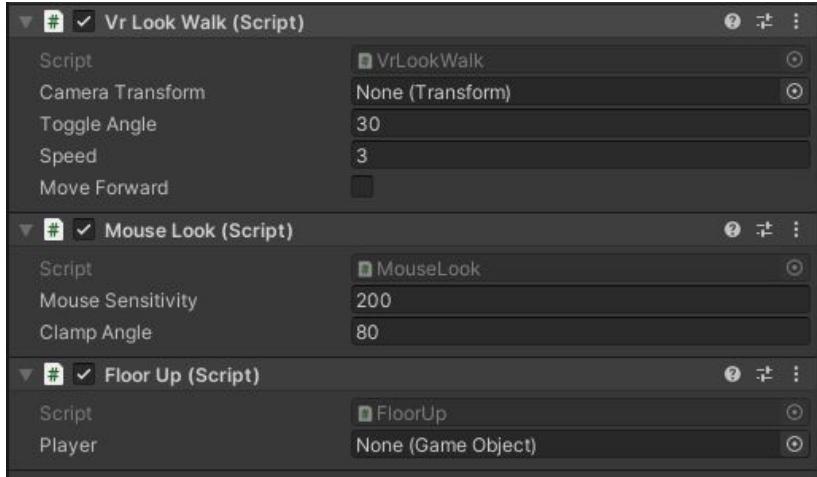 # Vr Look Walk (Script)
Script # VrLookWalk
Camera Transform None (Transform)
Toggle Angle 30
Speed 3
Move Forward
# Mouse Look (Script)
Script # MouseLook
Mouse Sensitivity 200
Clamp Angle 80
# Floor Up (Script)
Script # FloorUp
Player None (Game Object)